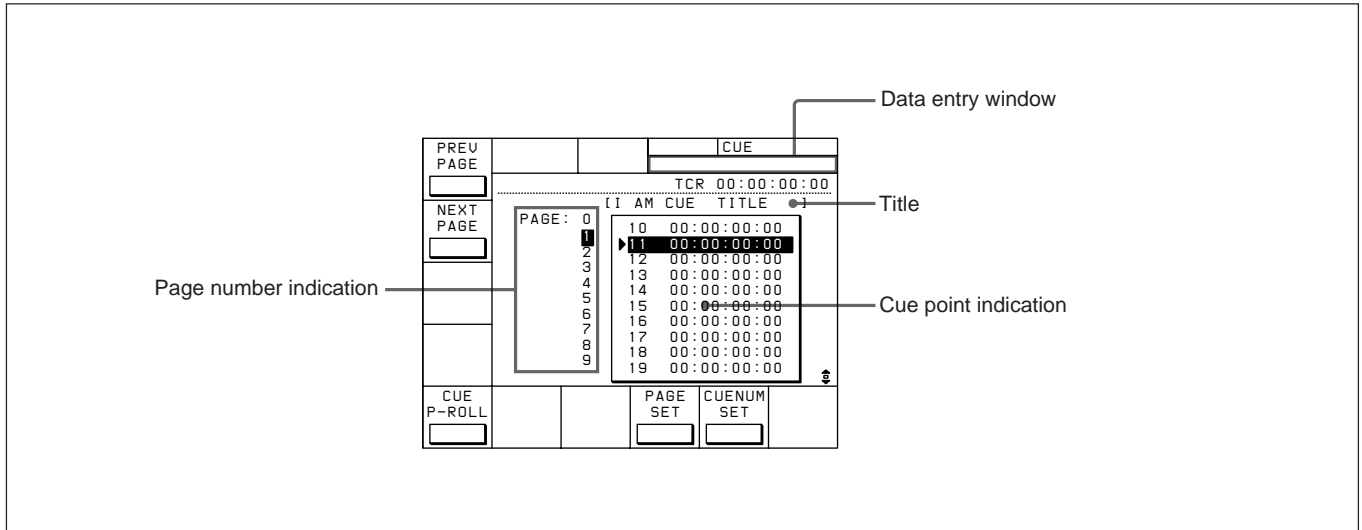 Data entry window
PREV
PAGE
CUE
TCR 00:00:00:00
[I AM CUE TITLE ]
Title
NEXT
PAGE
PAGE: 0
1
2
3
4
5
6
7
8
9
10 00:00:00:00
11 00:00:00:00
12 00:00:00:00
13 00:00:00:00
14 00:00:00:00
15 00:00:00:00
16 00:00:00:00
17 00:00:00:00
18 00:00:00:00
19 00:00:00:00
Page number indication
Cue point indication
CUE
P-ROLL
PAGE
SET
CUENUM
SET